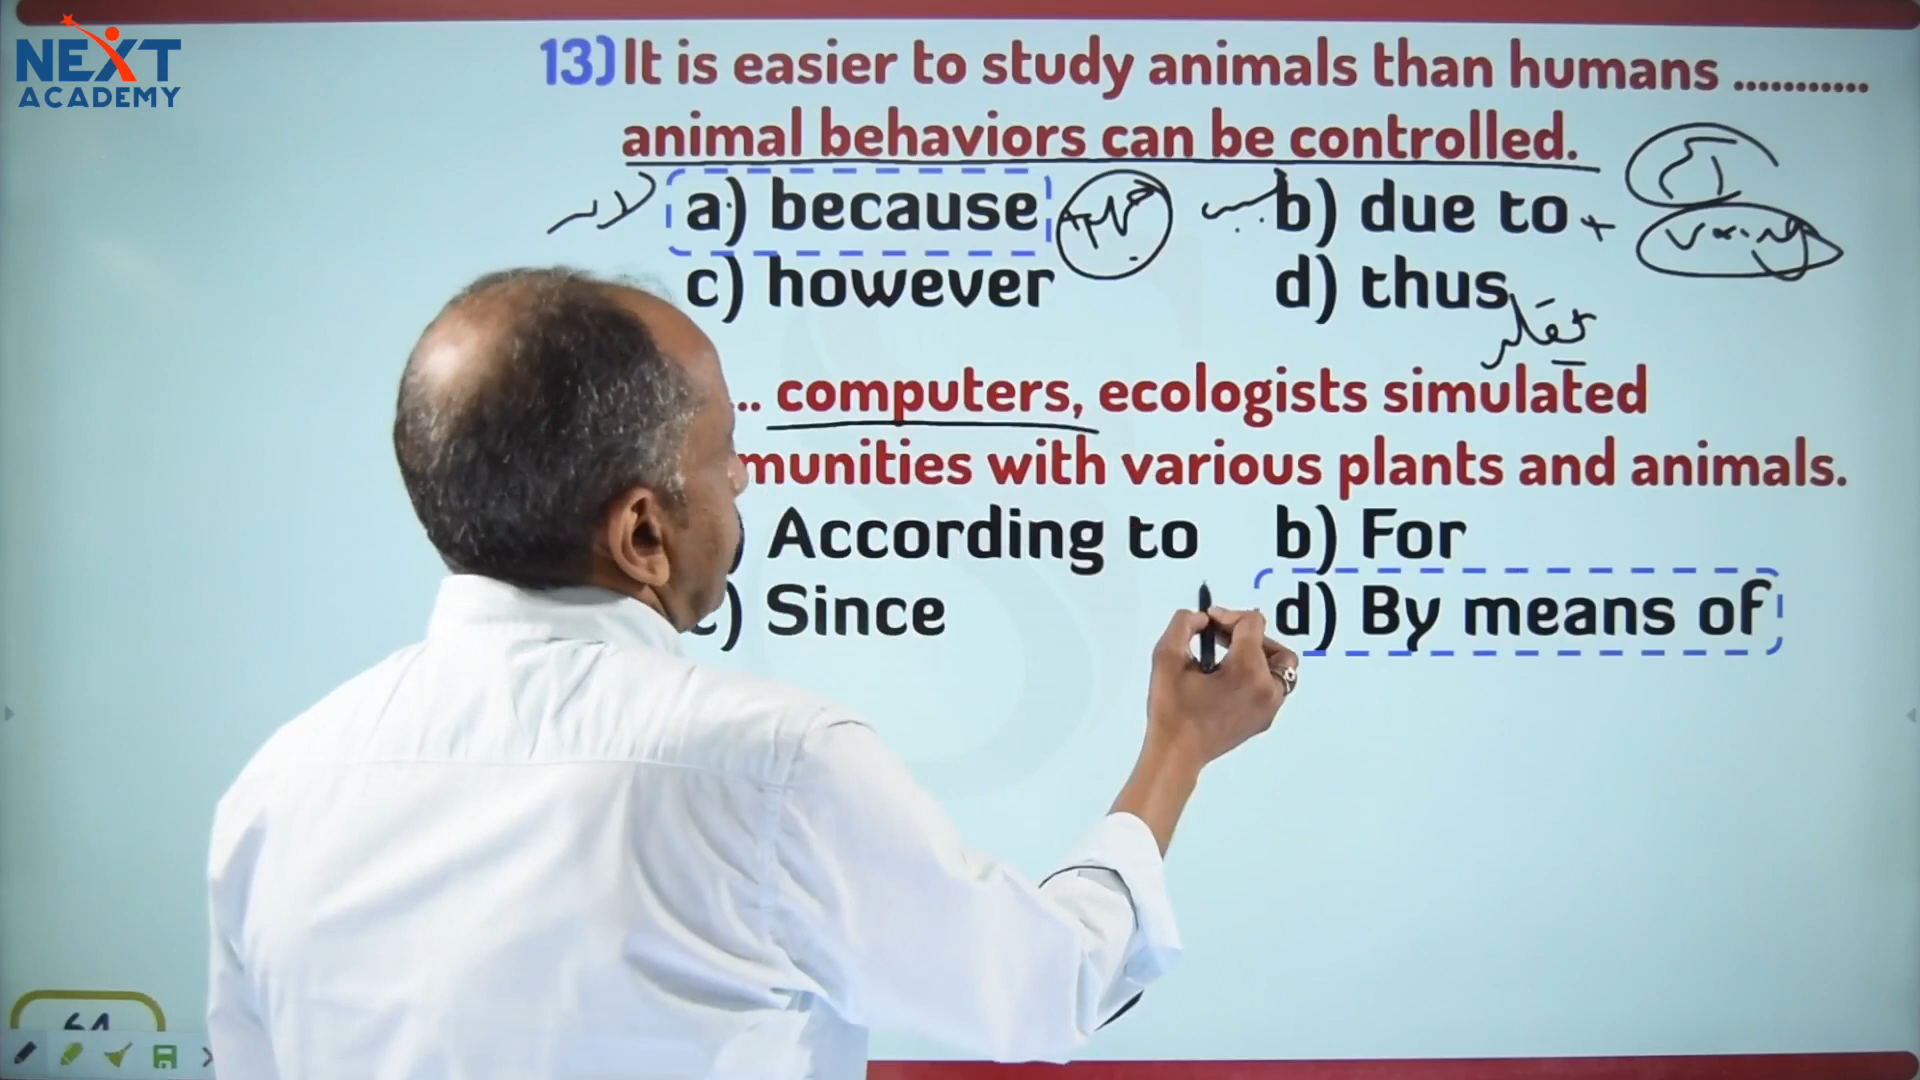 NEXT
ACADEMY
13) It is easier to study animals than humans ...........
animal behaviors can be controlled.
a) because
b) due to +
c) however
d) thus
.. computers, ecologists simulated
munities with various plants and animals.
) According to
b) For
c) Since
d) By means of
64